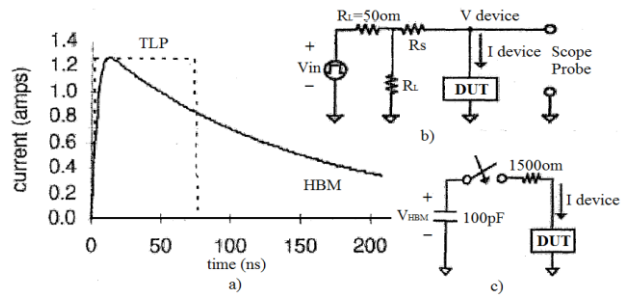 1.4
1.2
1.0
0.8
0.6
0.4
0.2
0.0
current (amps)
TLP
HBM
0 50 100 150 200
time (ns)
a)
RL=50om
Rs
V device
+
Vin
−
RL
I device
DUT
Scope
Probe
b)
1500om
+
VHBM
−
100pF
I device
DUT
c)